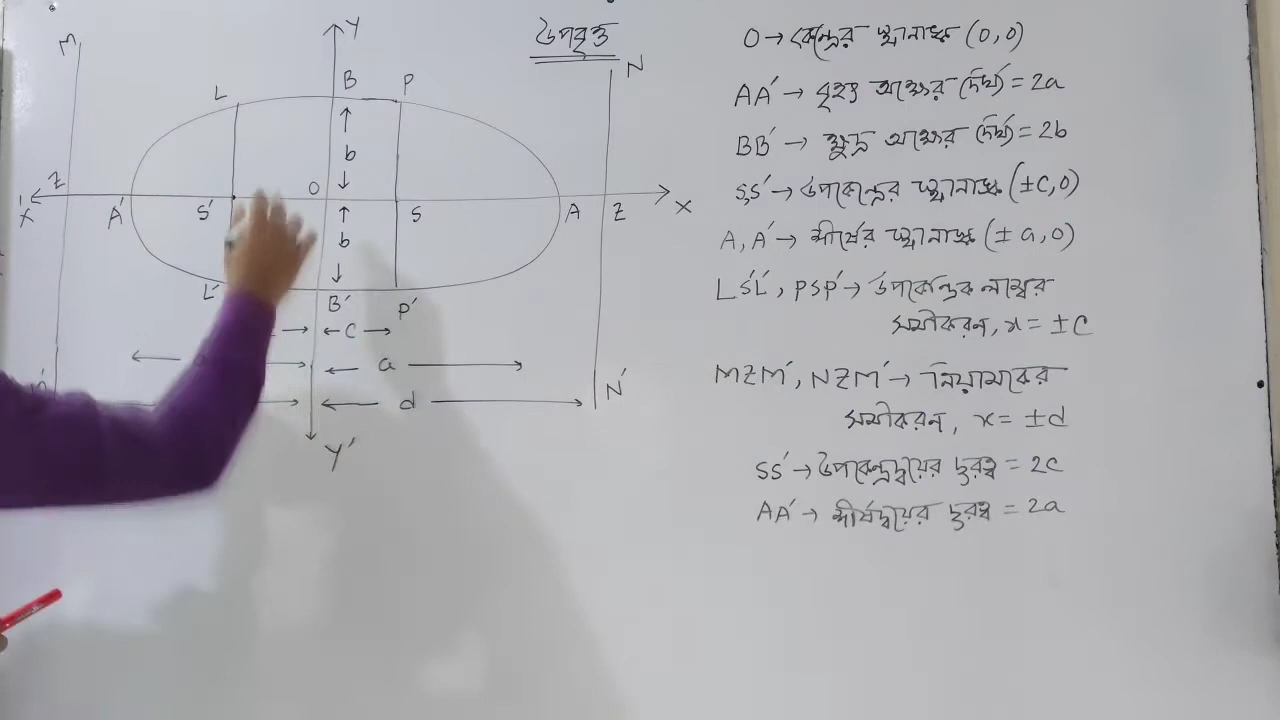 উপবৃত্ত
M
Y
N
L
B
P
b
Z
O
X'
A'
S'
S
A
Z
X
b
L'
B'
P'
c
a
M'
N'
d
Y'
O → কেন্দ্রের স্থানাঙ্ক (0,0)
AA' → বৃহৎ অক্ষের দৈর্ঘ্য = 2a
BB' → ক্ষুদ্র অক্ষের দৈর্ঘ্য = 2b
S,S' → উপকেন্দ্রের স্থানাঙ্ক (±c,0)
A, A' → শীর্ষের স্থানাঙ্ক (±a,0)
LS'L', PSP' → উপকেন্দ্রিক লম্বের
সমীকরণ, x = ±c
MZM', NZM' → নিয়ামকের
সমীকরণ, x = ±d
SS' → উপকেন্দ্রদ্বয়ের দূরত্ব = 2c
AA' → শীর্ষদ্বয়ের দূরত্ব = 2a